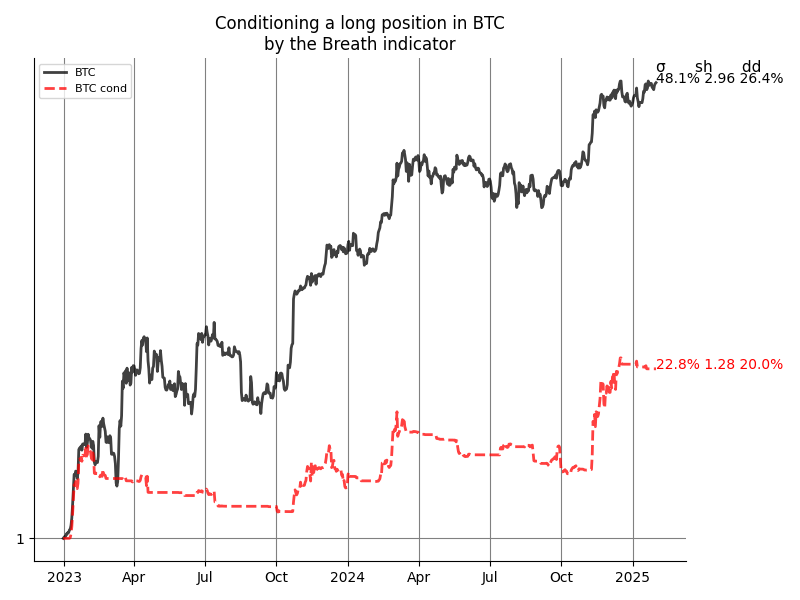 Conditioning a long position in BTC
by the Breath indicator
σ sh dd
48.1% 2.96 26.4%
BTC
BTC cond
22.8% 1.28 20.0%
1
2023 Apr Jul Oct 2024 Apr Jul Oct 2025